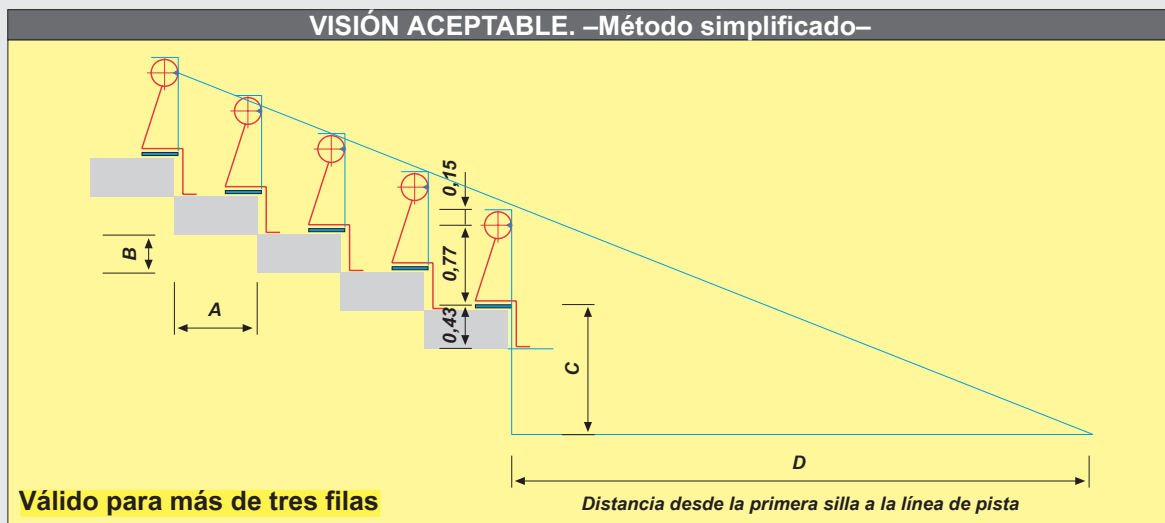 VISIÓN ACEPTABLE. –Método simplificado–
0,15
0,77
0,43
B
A
C
D
Válido para más de tres filas
Distancia desde la primera silla a la línea de pista